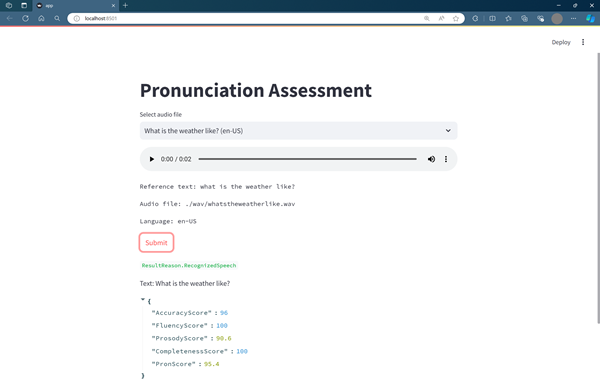 app
localhost:8501
Deploy
Pronunciation Assessment
Select audio file
What is the weather like? (en-US)
0:00 / 0:02
Reference text: what is the weather like?
Audio file: ./wav/whatstheweatherlike.wav
Language: en-US
Submit
ResultReason.RecognizedSpeech
Text: What is the weather like?
{
"AccuracyScore" : 96
"FluencyScore" : 100
"ProsodyScore" : 90.6
"CompletenessScore" : 100
"PronScore" : 95.4
}